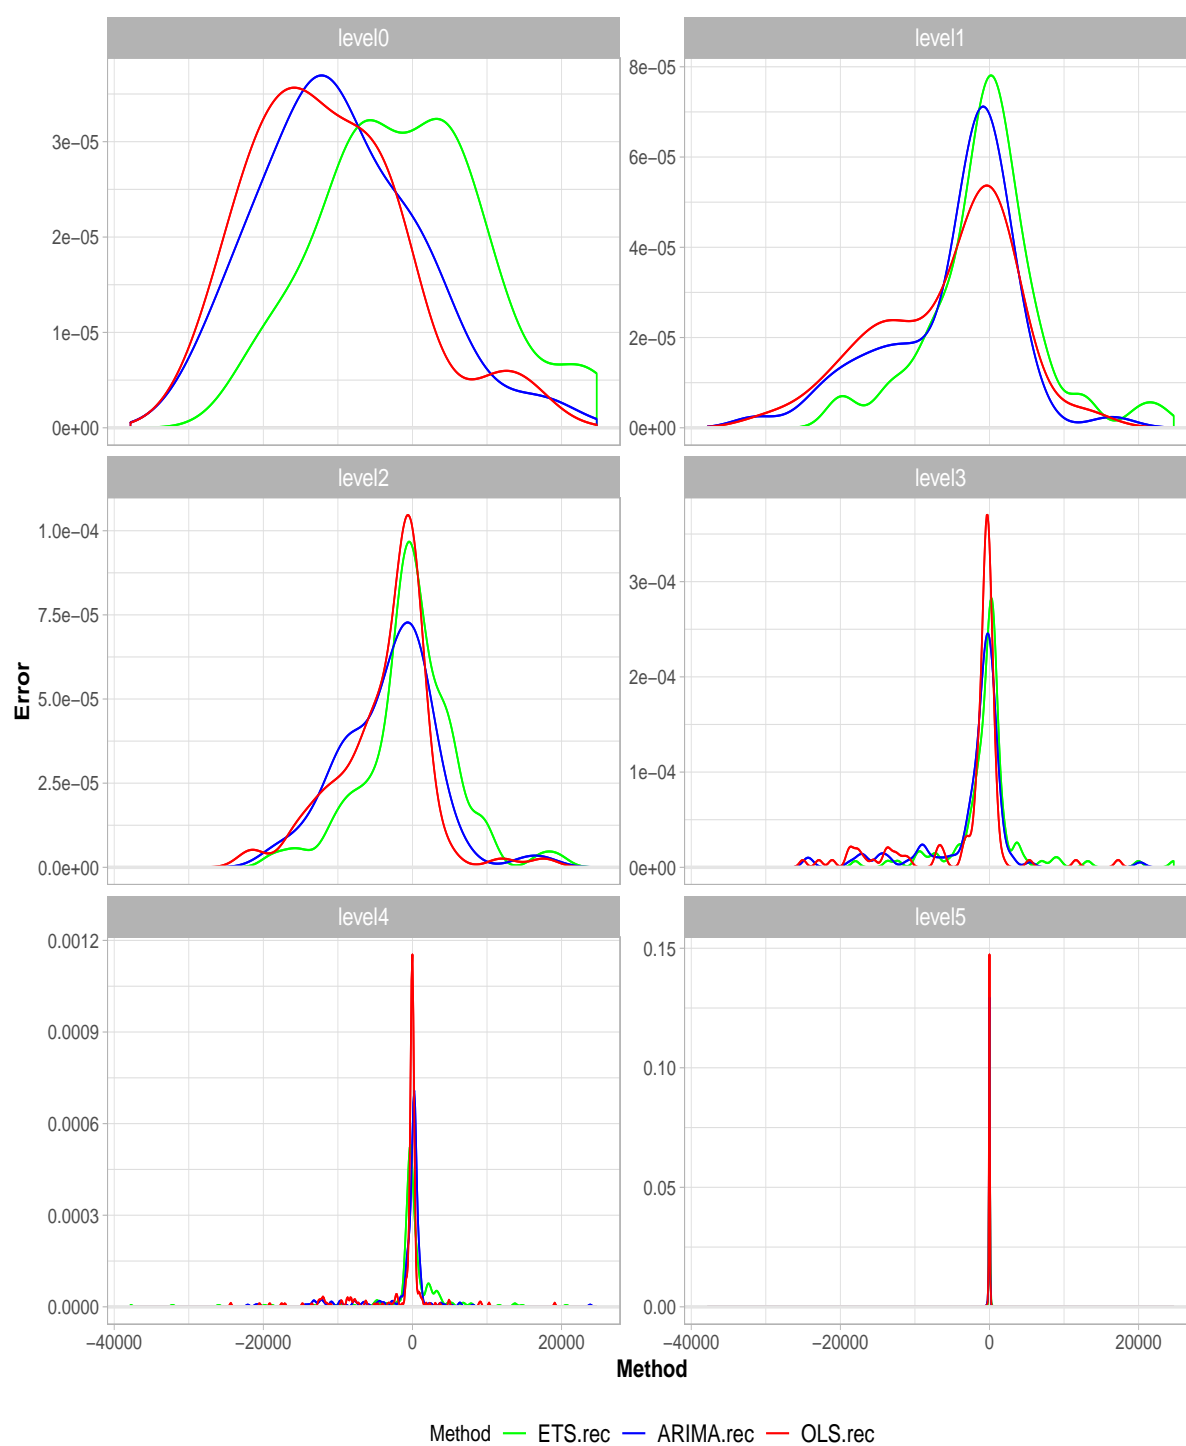 level0
level1
3e−05
2e−05
1e−05
0e+00
8e−05
6e−05
4e−05
2e−05
0e+00
level2
level3
1.0e−04
7.5e−05
5.0e−05
2.5e−05
0.0e+00
3e−04
2e−04
1e−04
0e+00
Error
level4
level5
0.0012
0.0009
0.0006
0.0003
0.0000
0.15
0.10
0.05
0.00
−40000 −20000 0 20000
−40000 −20000 0 20000
Method
Method ETS.rec ARIMA.rec OLS.rec